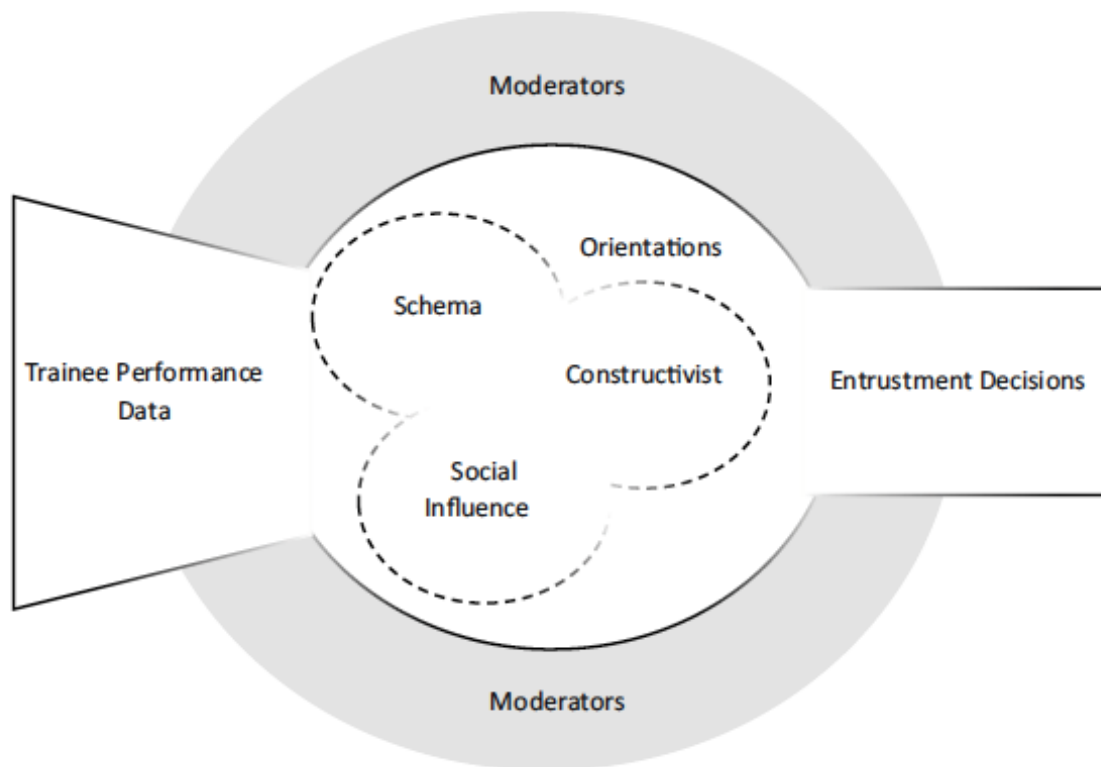 Moderators
Orientations
Schema
Trainee Performance
Data
Constructivist
Entrustment Decisions
Social
Influence
Moderators